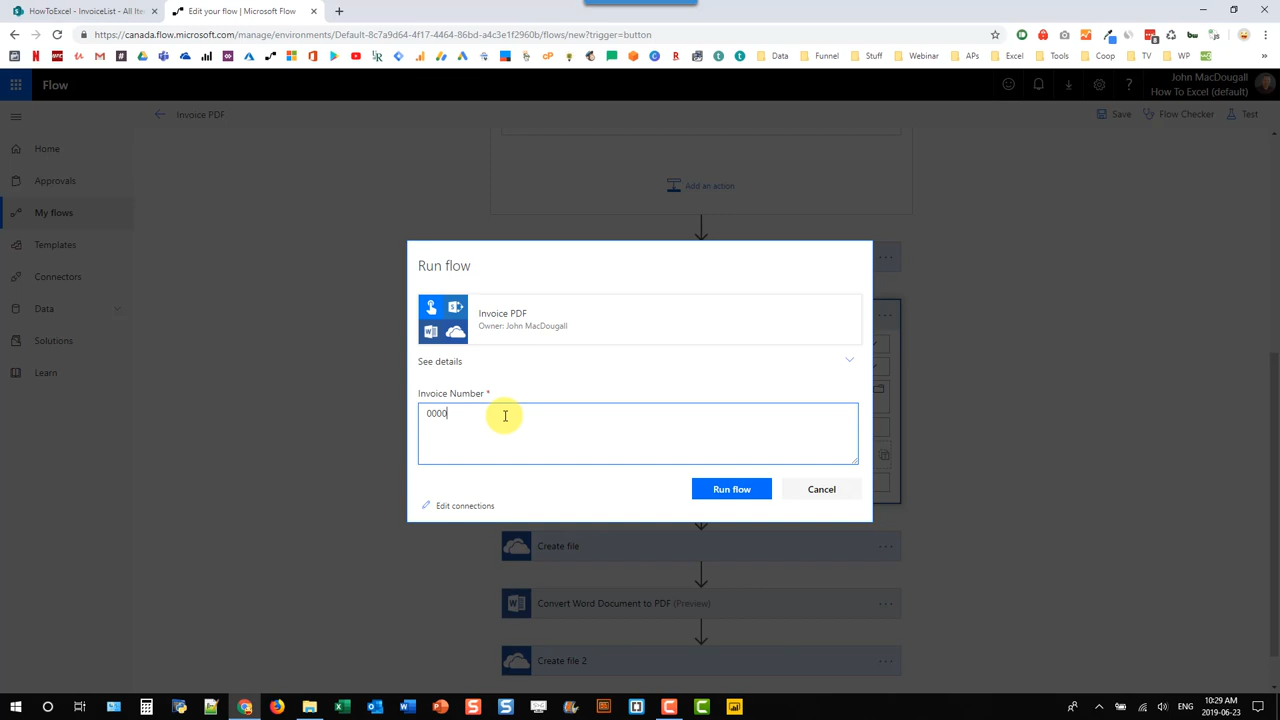 HowToExcel - InvoiceList - All Ite
Edit your flow | Microsoft Flow
https://canada.flow.microsoft.com/manage/environments/Default-8c7a9d64-4f17-4464-86bd-a4c3e1f2960b/flows/new?trigger=button
Data
Funnel
Stuff
Webinar
APs
Excel
Tools
Coop
TV
WP
Flow
John MacDougall
How To Excel (default)
Invoice PDF
Save
Flow Checker
Test
Home
Approvals
My flows
Templates
Connectors
Data
Solutions
Learn
Add an action
Run flow
Invoice PDF
Owner: John MacDougall
See details
Invoice Number *
0000
Run flow
Cancel
Edit connections
Create file
Convert Word Document to PDF (Preview)
Create file 2
ENG
10:29 AM
2019-06-23